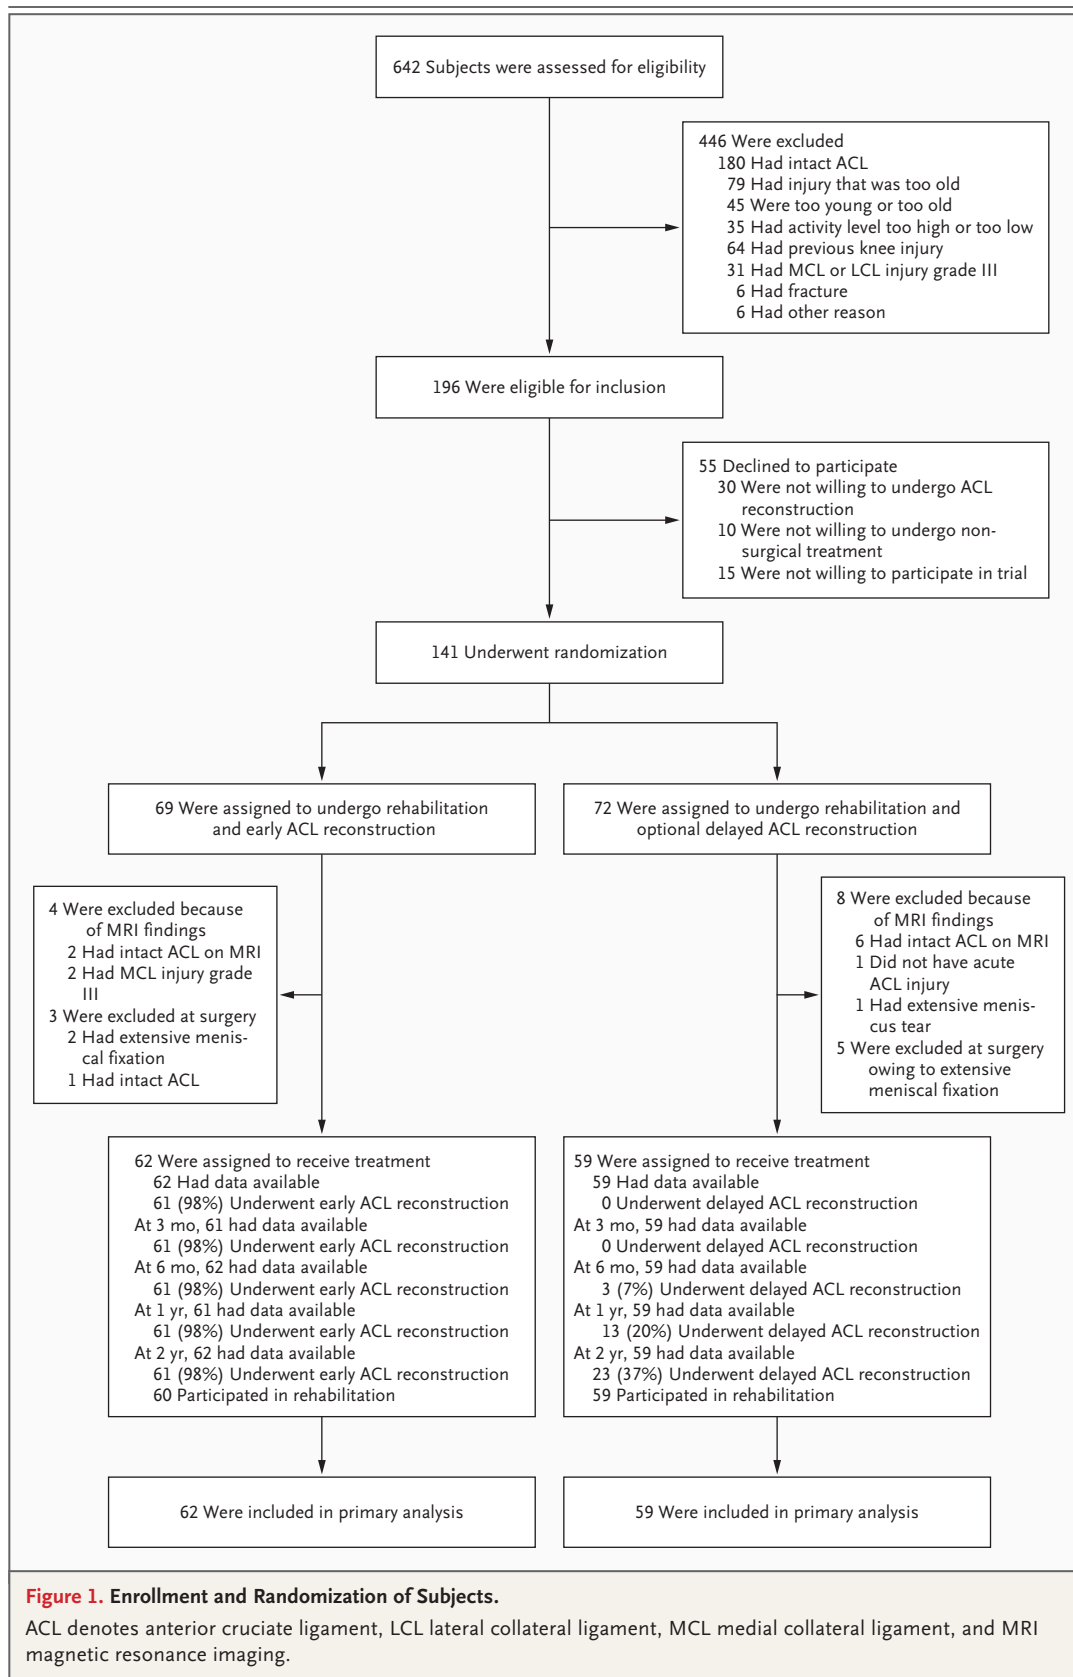 642 Subjects were assessed for eligibility
446 Were excluded
180 Had intact ACL
79 Had injury that was too old
45 Were too young or too old
35 Had activity level too high or too low
64 Had previous knee injury
31 Had MCL or LCL injury grade III
6 Had fracture
6 Had other reason
196 Were eligible for inclusion
55 Declined to participate
30 Were not willing to undergo ACL
reconstruction
10 Were not willing to undergo non-
surgical treatment
15 Were not willing to participate in trial
141 Underwent randomization
69 Were assigned to undergo rehabilitation
and early ACL reconstruction
72 Were assigned to undergo rehabilitation and
optional delayed ACL reconstruction
4 Were excluded because
of MRI findings
2 Had intact ACL on MRI
2 Had MCL injury grade
III
3 Were excluded at surgery
2 Had extensive menis-
cal fixation
1 Had intact ACL
8 Were excluded because
of MRI findings
6 Had intact ACL on MRI
1 Did not have acute
ACL injury
1 Had extensive menis-
cus tear
5 Were excluded at surgery
owing to extensive
meniscal fixation
62 Were assigned to receive treatment
62 Had data available
61 (98%) Underwent early ACL reconstruction
At 3 mo, 61 had data available
61 (98%) Underwent early ACL reconstruction
At 6 mo, 62 had data available
61 (98%) Underwent early ACL reconstruction
At 1 yr, 61 had data available
61 (98%) Underwent early ACL reconstruction
At 2 yr, 62 had data available
61 (98%) Underwent early ACL reconstruction
60 Participated in rehabilitation
59 Were assigned to receive treatment
59 Had data available
0 Underwent delayed ACL reconstruction
At 3 mo, 59 had data available
0 Underwent delayed ACL reconstruction
At 6 mo, 59 had data available
3 (7%) Underwent delayed ACL reconstruction
At 1 yr, 59 had data available
13 (20%) Underwent delayed ACL reconstruction
At 2 yr, 59 had data available
23 (37%) Underwent delayed ACL reconstruction
59 Participated in rehabilitation
62 Were included in primary analysis
59 Were included in primary analysis
Figure 1. Enrollment and Randomization of Subjects.
ACL denotes anterior cruciate ligament, LCL lateral collateral ligament, MCL medial collateral ligament, and MRI
magnetic resonance imaging.